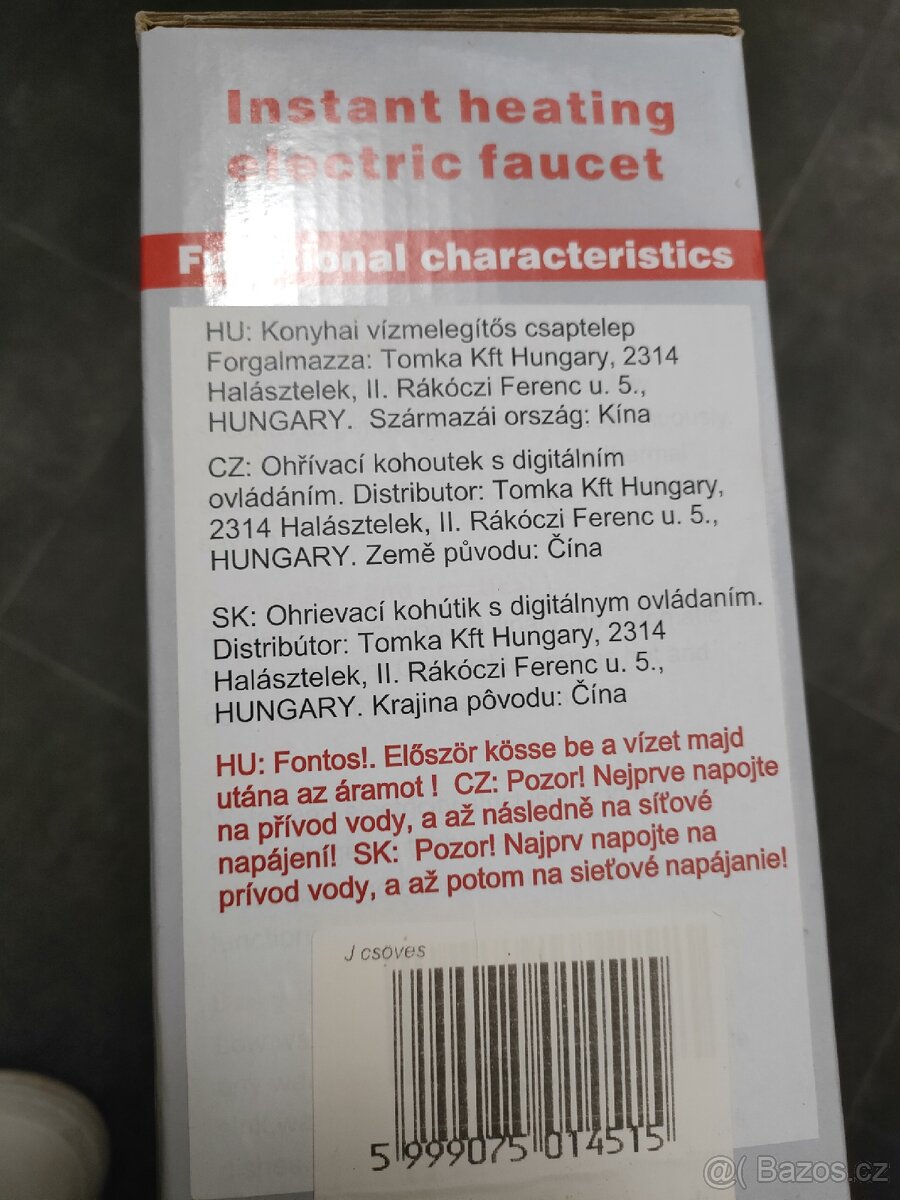 Instant heating
electric faucet
Functional characteristics
HU: Konyhai vízmelegítős csaptelep
Forgalmazza: Tomka Kft Hungary, 2314
Halásztelek, II. Rákóczi Ferenc u. 5.,
HUNGARY. Származái ország: Kína
CZ: Ohřívací kohoutek s digitálním
ovládáním. Distributor: Tomka Kft Hungary,
2314 Halásztelek, II. Rákóczi Ferenc u. 5.,
HUNGARY. Země původu: Čína
SK: Ohrievací kohútik s digitálnym ovládaním.
Distribútor: Tomka Kft Hungary, 2314
Halásztelek, II. Rákóczi Ferenc u. 5.,
HUNGARY. Krajina pôvodu: Čína
HU: Fontos!. Először kösse be a vízet majd
utána az áramot ! CZ: Pozor! Nejprve napojte
na přívod vody, a až následně na síťové
napájení! SK: Pozor! Najprv napojte na
prívod vody, a až potom na sieťové napájanie!
J csöves
5 999075 014515
@( Bazos.cz